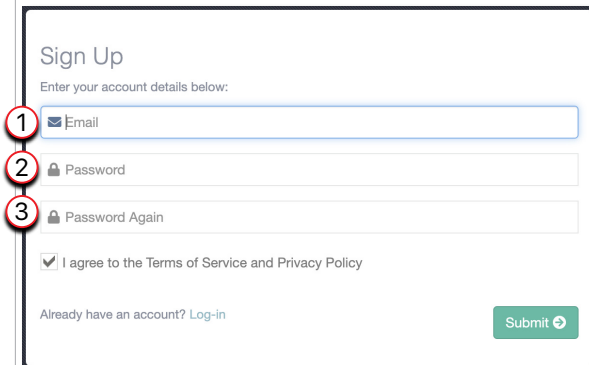 Sign Up
Enter your account details below:
1 Email
2 Password
3 Password Again
I agree to the Terms of Service and Privacy Policy
Already have an account? Log-in
Submit